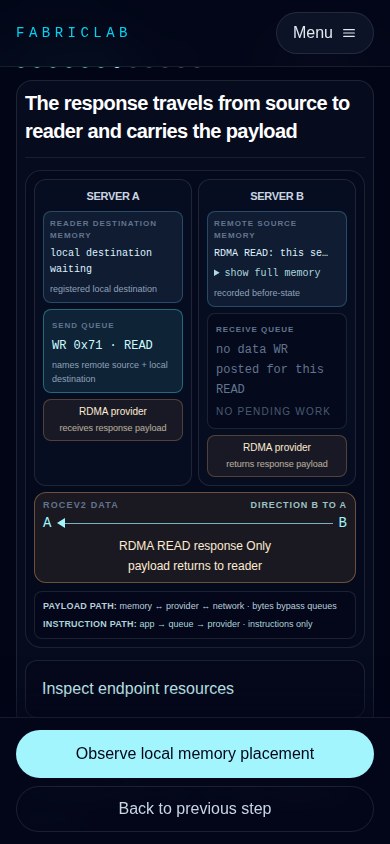 FABRICLAB
Menu
The response travels from source to
reader and carries the payload
SERVER A
READER DESTINATION
MEMORY
local destination
waiting
registered local destination
SEND QUEUE
WR 0x71 · READ
names remote source + local
destination
RDMA provider
receives response payload
SERVER B
REMOTE SOURCE
MEMORY
RDMA READ: this se…
▶ show full memory
recorded before-state
RECEIVE QUEUE
no data WR
posted for this
READ
NO PENDING WORK
RDMA provider
returns response payload
ROCEV2 DATA
DIRECTION B TO A
A
B
RDMA READ response Only
payload returns to reader
PAYLOAD PATH: memory ↔ provider ↔ network · bytes bypass queues
INSTRUCTION PATH: app → queue → provider · instructions only
Inspect endpoint resources
Observe local memory placement
Back to previous step